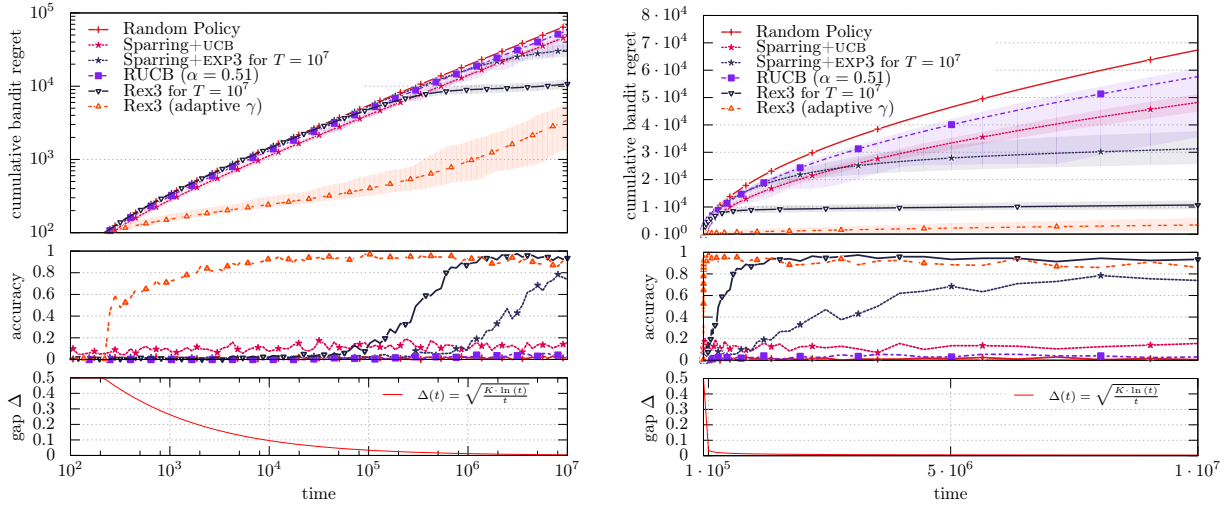 cumulative bandit regret
10^5
10^4
10^3
10^2
Random Policy
Sparring+UCB
Sparring+EXP3 for T = 10^7
RUCB (α = 0.51)
Rex3 for T = 10^7
Rex3 (adaptive γ)
accuracy
1
0.8
0.6
0.4
0.2
0
gap Δ
0.5
0.4
0.3
0.2
0.1
0
Δ(t) = √(K·ln (t)/t)
10^2 10^3 10^4 10^5 10^6 10^7
time
cumulative bandit regret
8 · 10^4
7 · 10^4
6 · 10^4
5 · 10^4
4 · 10^4
3 · 10^4
2 · 10^4
1 · 10^4
0 · 10^0
Random Policy
Sparring+UCB
Sparring+EXP3 for T = 10^7
RUCB (α = 0.51)
Rex3 for T = 10^7
Rex3 (adaptive γ)
accuracy
1
0.8
0.6
0.4
0.2
0
gap Δ
0.5
0.4
0.3
0.2
0.1
0
Δ(t) = √(K·ln (t)/t)
1 · 10^5 5 · 10^6 1 · 10^7
time